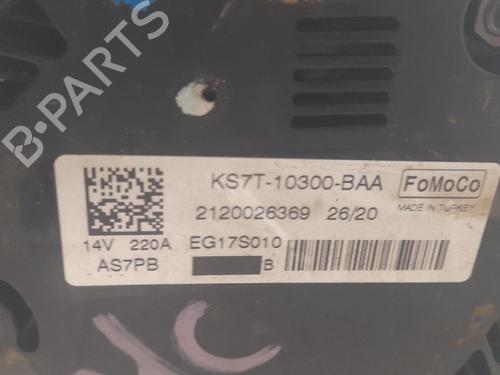 B-PARTS
KS7T-10300-BAA FoMoCo
2120026369 26/20 MADE IN TURKEY
14V 220A EG17S010
AS7PB B